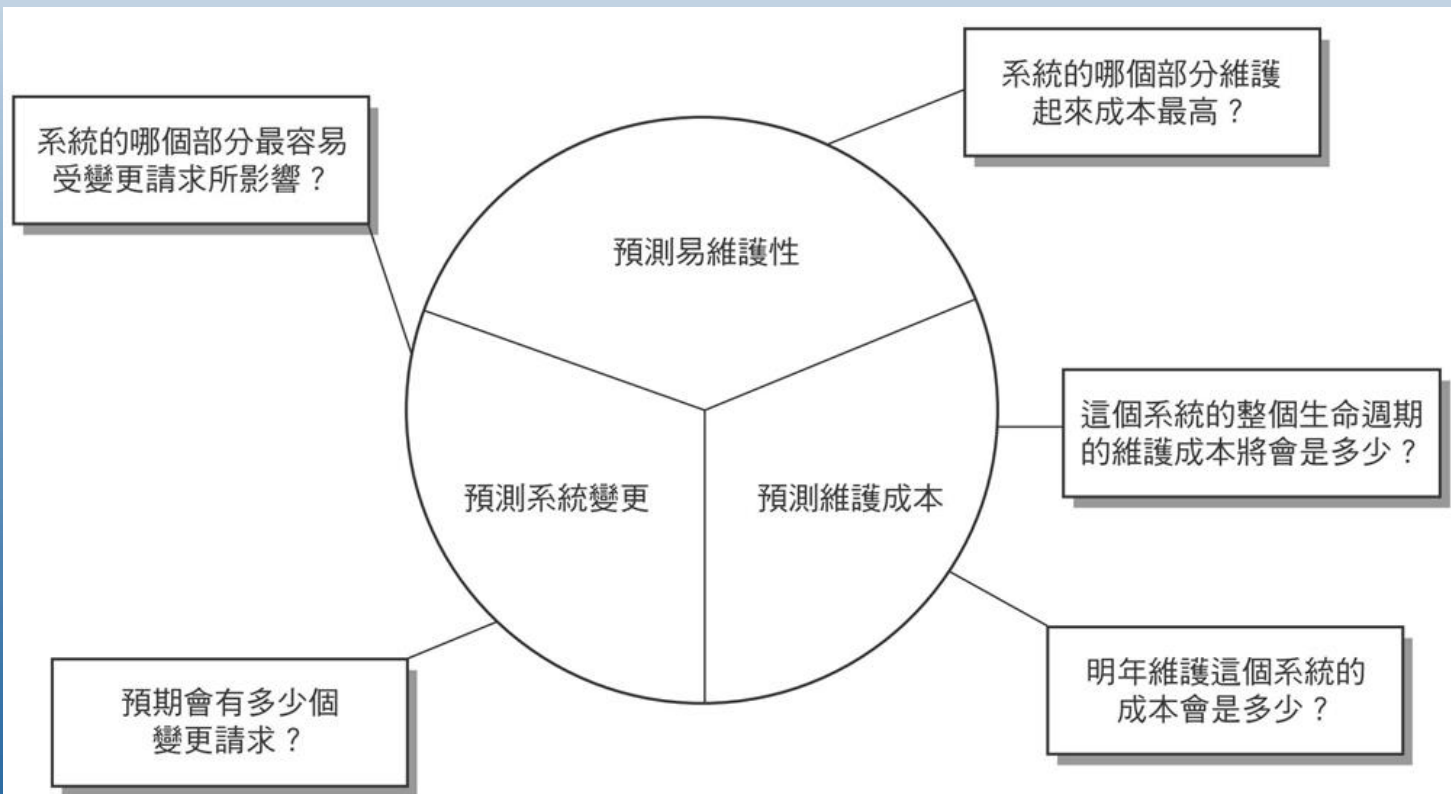 系統的哪個部分維護
起來成本最高？
系統的哪個部分最容易
受變更請求所影響？
預測易維護性
這個系統的整個生命週期
的維護成本將會是多少？
預測系統變更
預測維護成本
明年維護這個系統的
成本會是多少？
預期會有多少個
變更請求？